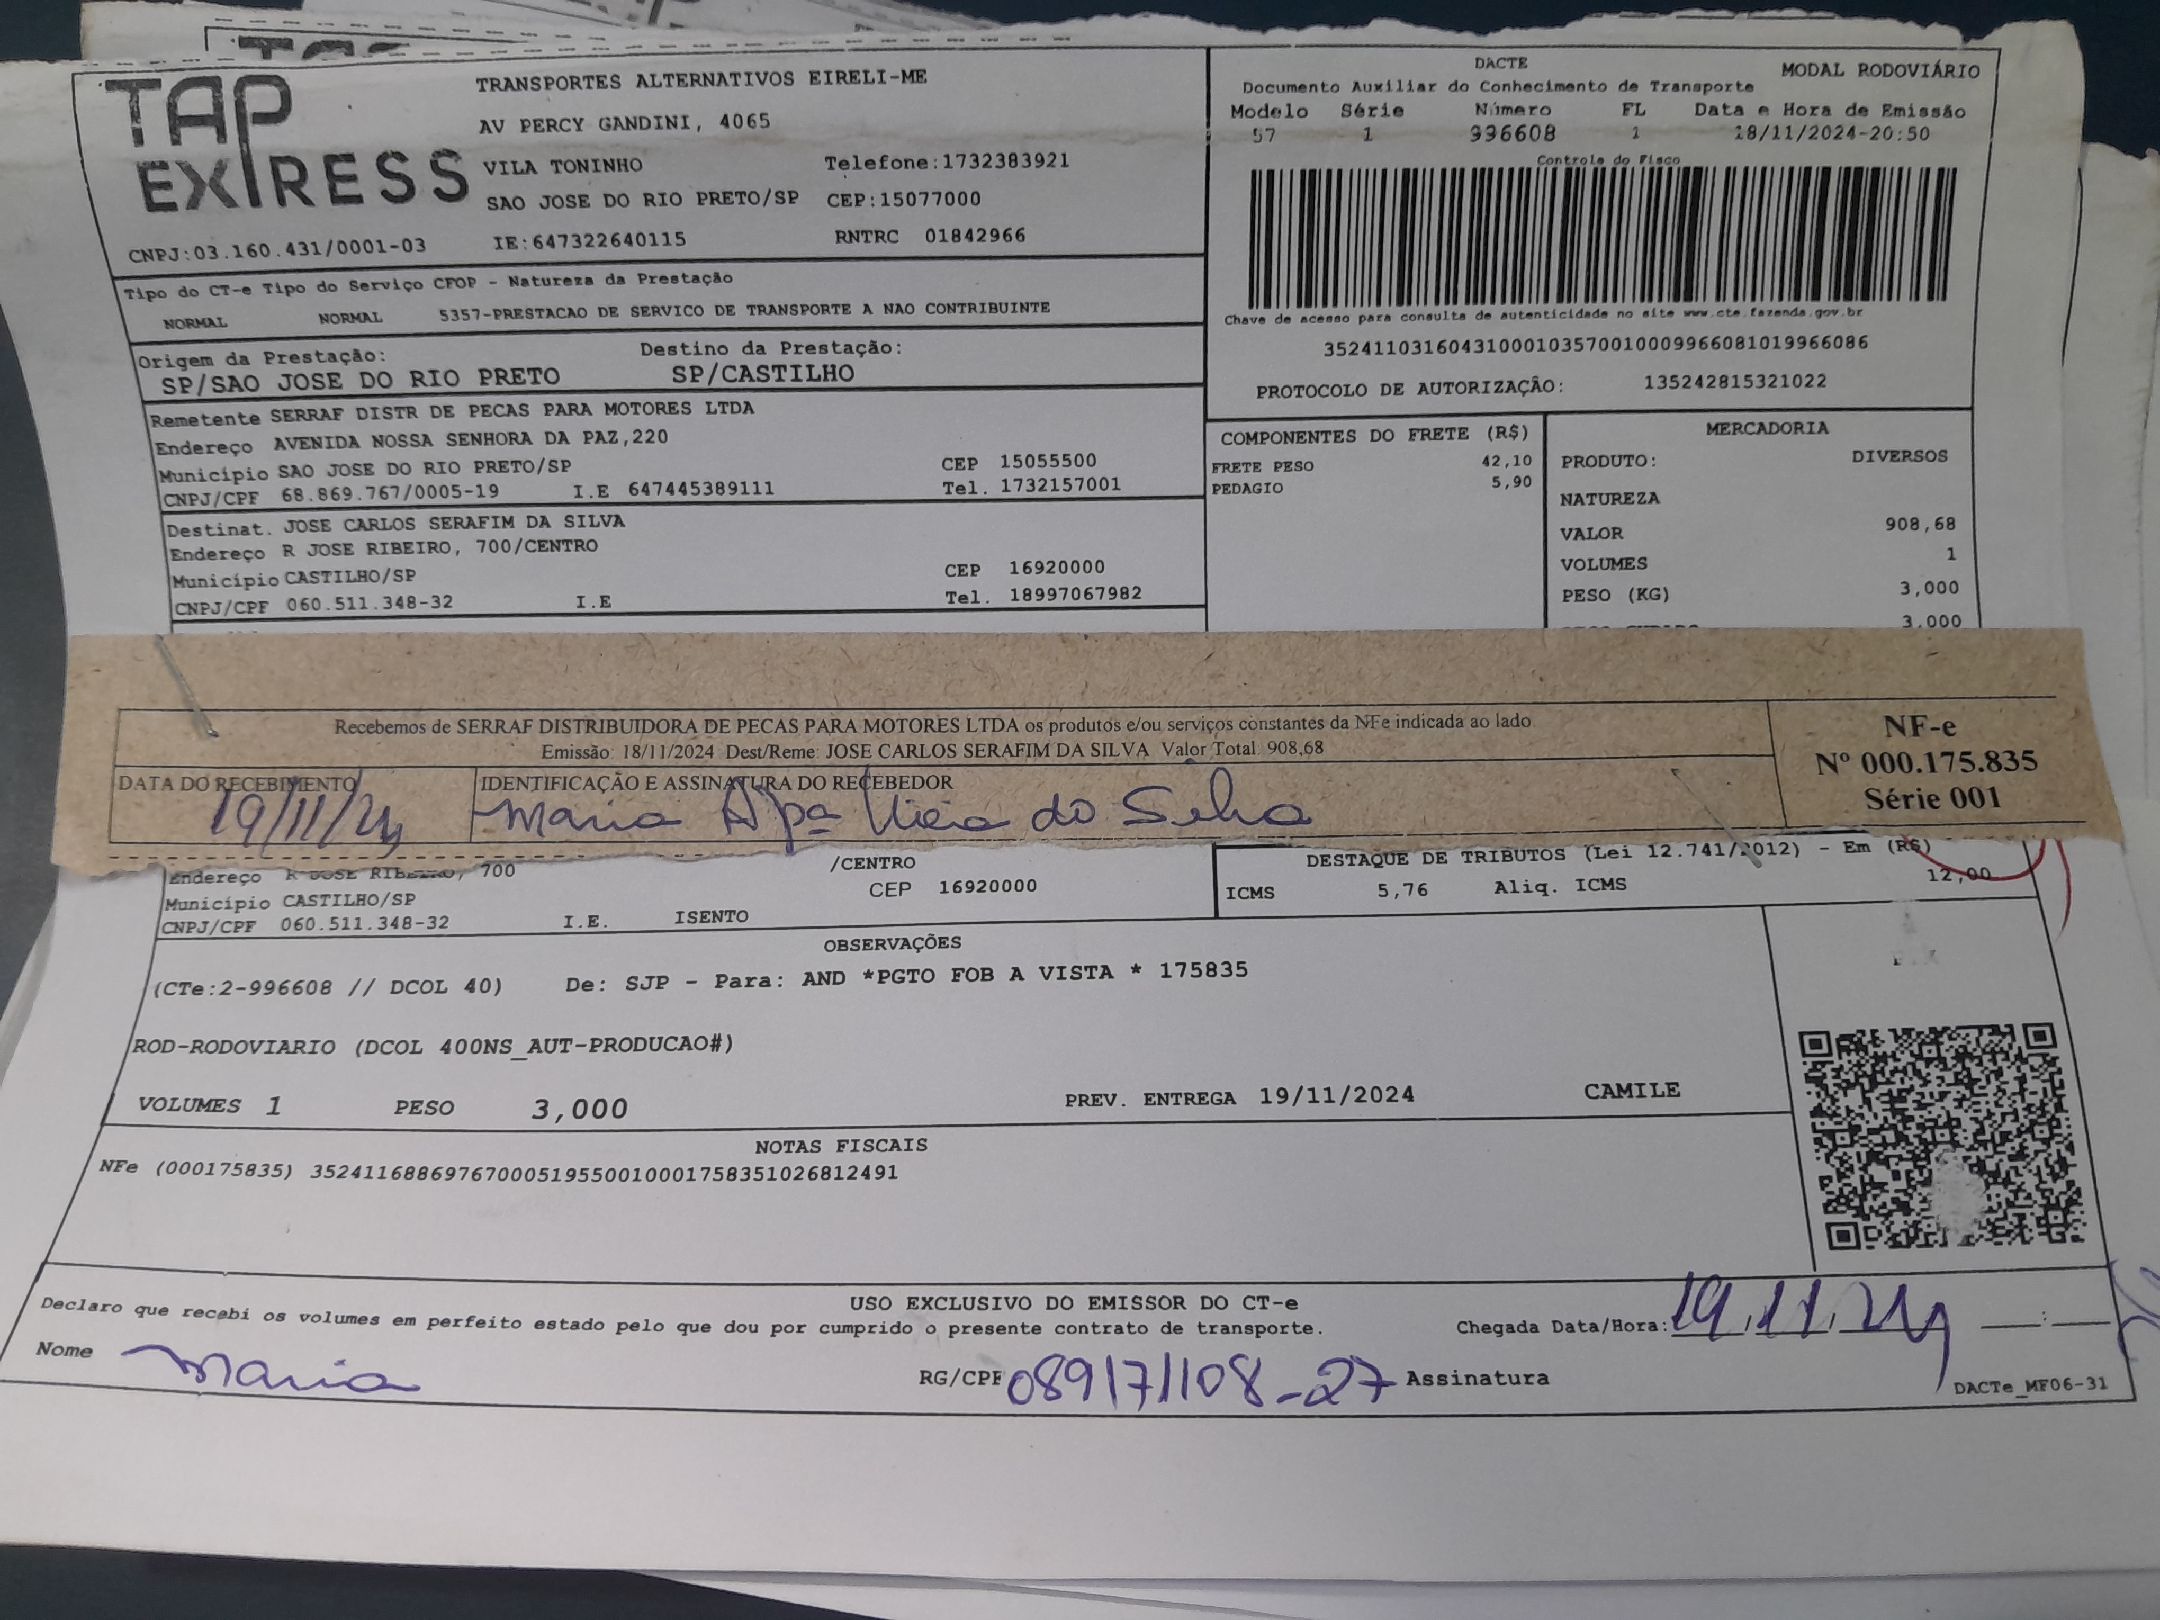 TAP EXPRESS
TRANSPORTES ALTERNATIVOS EIRELI-ME
AV PERCY GANDINI, 4065
VILA TONINHO Telefone:1732383921
SAO JOSE DO RIO PRETO/SP CEP:15077000
CNPJ:03.160.431/0001-03 IE:647322640115 RNTRC 01842966
DACTE MODAL RODOVIÁRIO
Documento Auxiliar do Conhecimento de Transporte
Modelo Série Número FL Data e Hora de Emissão
57 1 996608 1 18/11/2024-20:50
Controle do Fisco
Chave de acesso para consulta de autenticidade no site www.cte.fazenda.gov.br
35241103160431000103570010009966081019966086
PROTOCOLO DE AUTORIZAÇÃO: 135242815321022
Tipo do CT-e Tipo do Serviço CFOP - Natureza da Prestação
NORMAL NORMAL 5357-PRESTACAO DE SERVICO DE TRANSPORTE A NAO CONTRIBUINTE
Origem da Prestação: Destino da Prestação:
SP/SAO JOSE DO RIO PRETO SP/CASTILHO
Remetente SERRAF DISTR DE PECAS PARA MOTORES LTDA
Endereço AVENIDA NOSSA SENHORA DA PAZ,220
Município SAO JOSE DO RIO PRETO/SP CEP 15055500
CNPJ/CPF 68.869.767/0005-19 I.E 647445389111 Tel. 1732157001
Destinat. JOSE CARLOS SERAFIM DA SILVA
Endereço R JOSE RIBEIRO, 700/CENTRO
Município CASTILHO/SP CEP 16920000
CNPJ/CPF 060.511.348-32 I.E Tel. 18997067982
COMPONENTES DO FRETE (R$)
FRETE PESO 42,10
PEDAGIO 5,90
MERCADORIA
PRODUTO: DIVERSOS
NATUREZA
VALOR 908,68
VOLUMES 1
PESO (KG) 3,000
3,000
Recebemos de SERRAF DISTRIBUIDORA DE PECAS PARA MOTORES LTDA os produtos e/ou serviços constantes da NFe indicada ao lado
Emissão: 18/11/2024 Dest/Reme: JOSE CARLOS SERAFIM DA SILVA Valor Total: 908,68
DATA DO RECEBIMENTO IDENTIFICAÇÃO E ASSINATURA DO RECEBEDOR
19/11/24 Maria Apª Vieira da Silva
NF-e
Nº 000.175.835
Série 001
Endereço R JOSE RIBEIRO, 700 /CENTRO
Município CASTILHO/SP CEP 16920000
CNPJ/CPF 060.511.348-32 I.E. ISENTO
DESTAQUE DE TRIBUTOS (Lei 12.741/2012) - Em (R$)
ICMS 5,76 Aliq. ICMS 12,00
OBSERVAÇÕES
(CTe:2-996608 // DCOL 40) De: SJP - Para: AND *PGTO FOB A VISTA * 175835
ROD-RODOVIARIO (DCOL 400NS_AUT-PRODUCAO#)
VOLUMES 1 PESO 3,000 PREV. ENTREGA 19/11/2024 CAMILE
NOTAS FISCAIS
NFe (000175835) 35241168869767000519550010001758351026812491
USO EXCLUSIVO DO EMISSOR DO CT-e
Declaro que recebi os volumes em perfeito estado pelo que dou por cumprido o presente contrato de transporte.
Chegada Data/Hora: 19/11/24 __:__
Nome Maria RG/CPF 089171108-27 Assinatura
DACTe_MF06-31